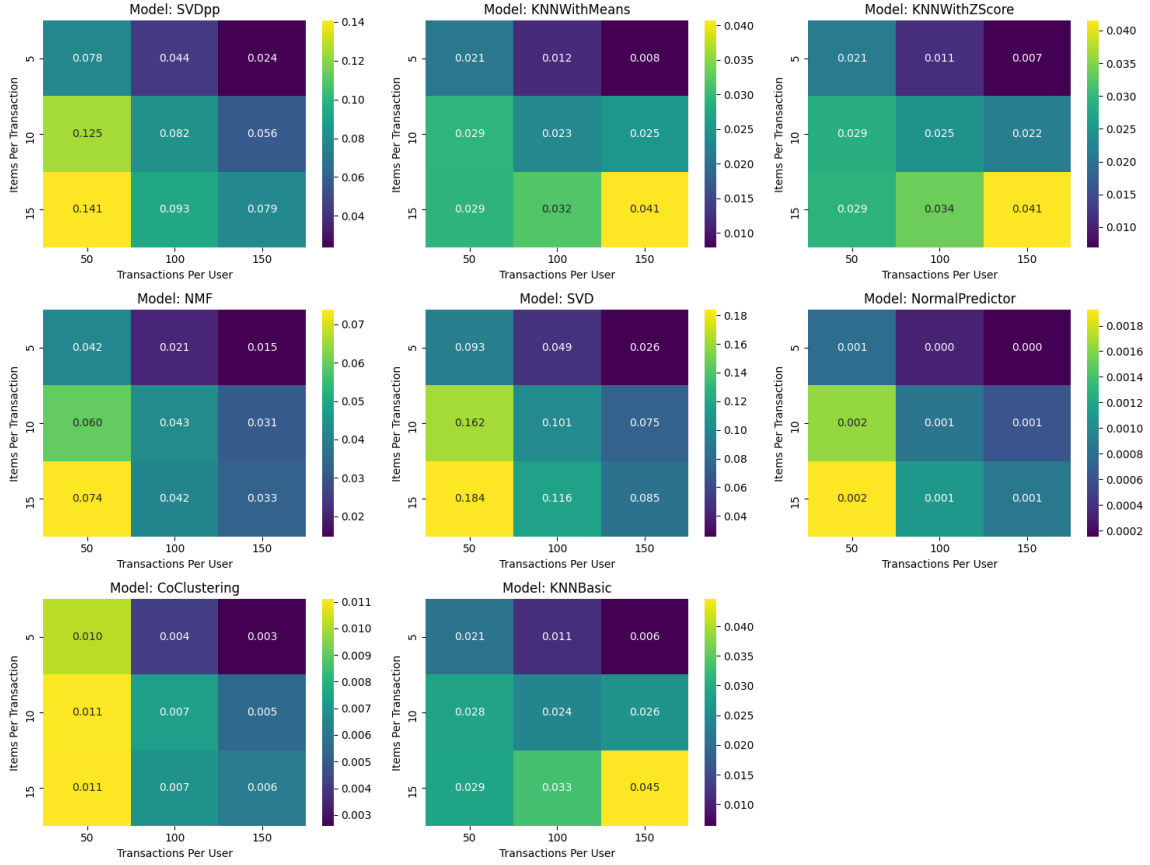 Model: SVDpp
Items Per Transaction
5
10
15
0.078 0.044 0.024
0.125 0.082 0.056
0.141 0.093 0.079
50 100 150
Transactions Per User
0.14
0.12
0.10
0.08
0.06
0.04
Model: KNNWithMeans
Items Per Transaction
5
10
15
0.021 0.012 0.008
0.029 0.023 0.025
0.029 0.032 0.041
50 100 150
Transactions Per User
0.040
0.035
0.030
0.025
0.020
0.015
0.010
Model: KNNWithZScore
Items Per Transaction
5
10
15
0.021 0.011 0.007
0.029 0.025 0.022
0.029 0.034 0.041
50 100 150
Transactions Per User
0.040
0.035
0.030
0.025
0.020
0.015
0.010
Model: NMF
Items Per Transaction
5
10
15
0.042 0.021 0.015
0.060 0.043 0.031
0.074 0.042 0.033
50 100 150
Transactions Per User
0.07
0.06
0.05
0.04
0.03
0.02
Model: SVD
Items Per Transaction
5
10
15
0.093 0.049 0.026
0.162 0.101 0.075
0.184 0.116 0.085
50 100 150
Transactions Per User
0.18
0.16
0.14
0.12
0.10
0.08
0.06
0.04
Model: NormalPredictor
Items Per Transaction
5
10
15
0.001 0.000 0.000
0.002 0.001 0.001
0.002 0.001 0.001
50 100 150
Transactions Per User
0.0018
0.0016
0.0014
0.0012
0.0010
0.0008
0.0006
0.0004
0.0002
Model: CoClustering
Items Per Transaction
5
10
15
0.010 0.004 0.003
0.011 0.007 0.005
0.011 0.007 0.006
50 100 150
Transactions Per User
0.011
0.010
0.009
0.008
0.007
0.006
0.005
0.004
0.003
Model: KNNBasic
Items Per Transaction
5
10
15
0.021 0.011 0.006
0.028 0.024 0.026
0.029 0.033 0.045
50 100 150
Transactions Per User
0.040
0.035
0.030
0.025
0.020
0.015
0.010